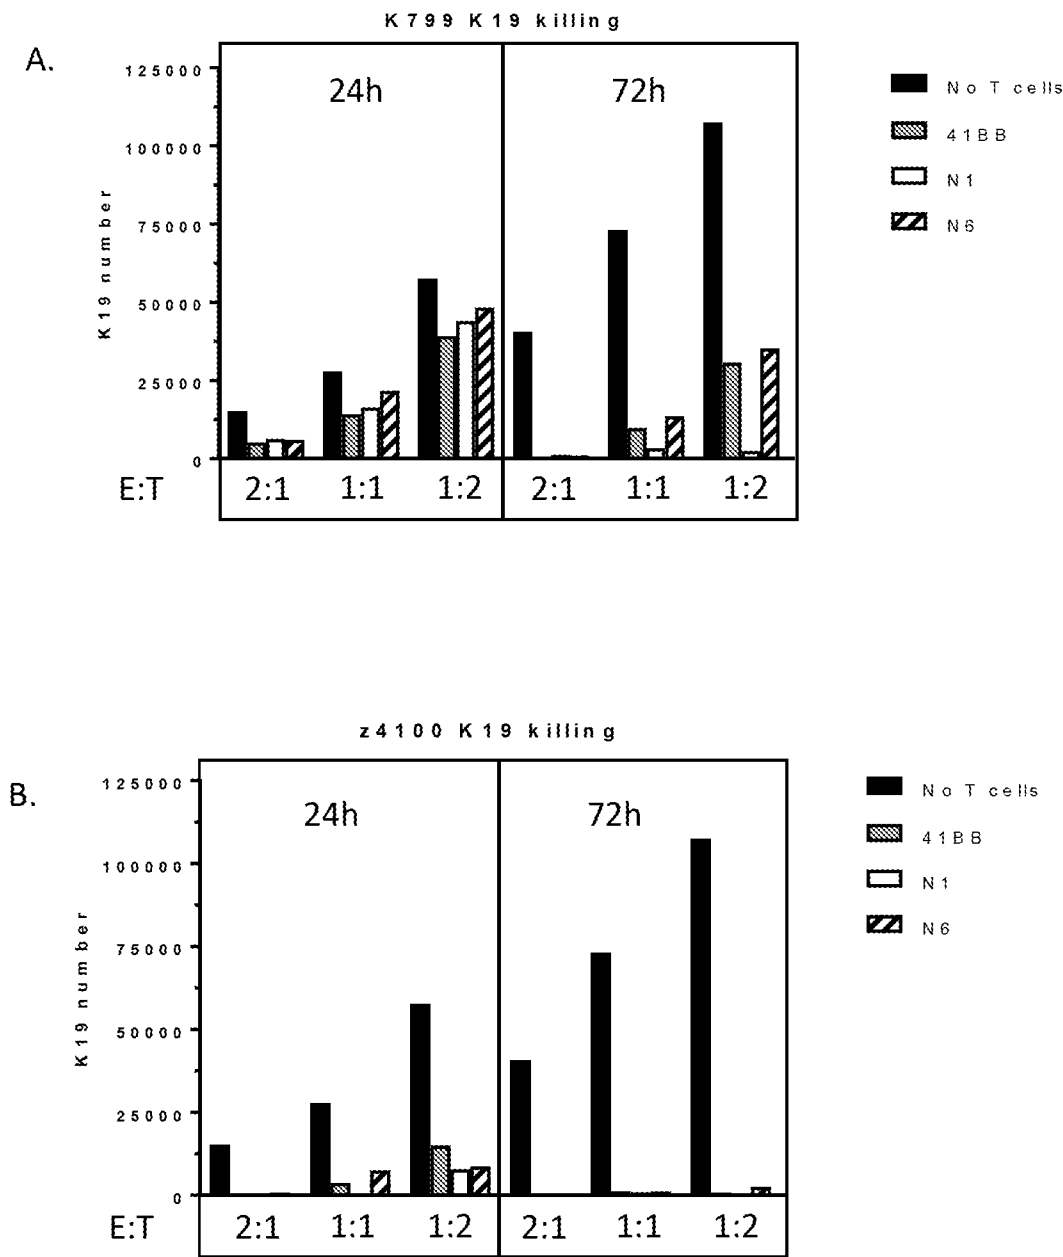 K799 K19 killing
A.
125000
100000
75000
50000
25000
0
K19 number
24h
72h
No T cells
41BB
N1
N6
E:T
2:1
1:1
1:2
2:1
1:1
1:2
z4100 K19 killing
B.
125000
100000
75000
50000
25000
0
K19 number
24h
72h
No T cells
41BB
N1
N6
E:T
2:1
1:1
1:2
2:1
1:1
1:2